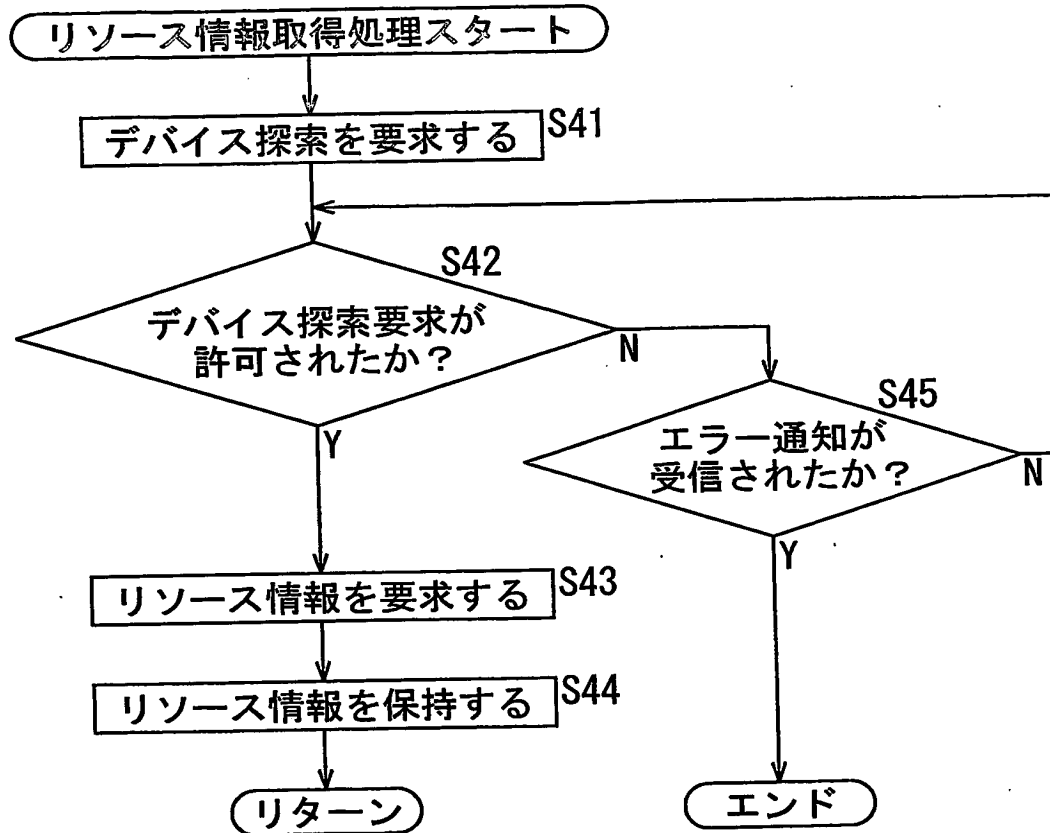 リソース情報取得処理スタート
デバイス探索を要求する
S41
S42
デバイス探索要求が
許可されたか？
N
Y
S45
エラー通知が
受信されたか？
N
Y
リソース情報を要求する
S43
リソース情報を保持する
S44
リターン
エンド